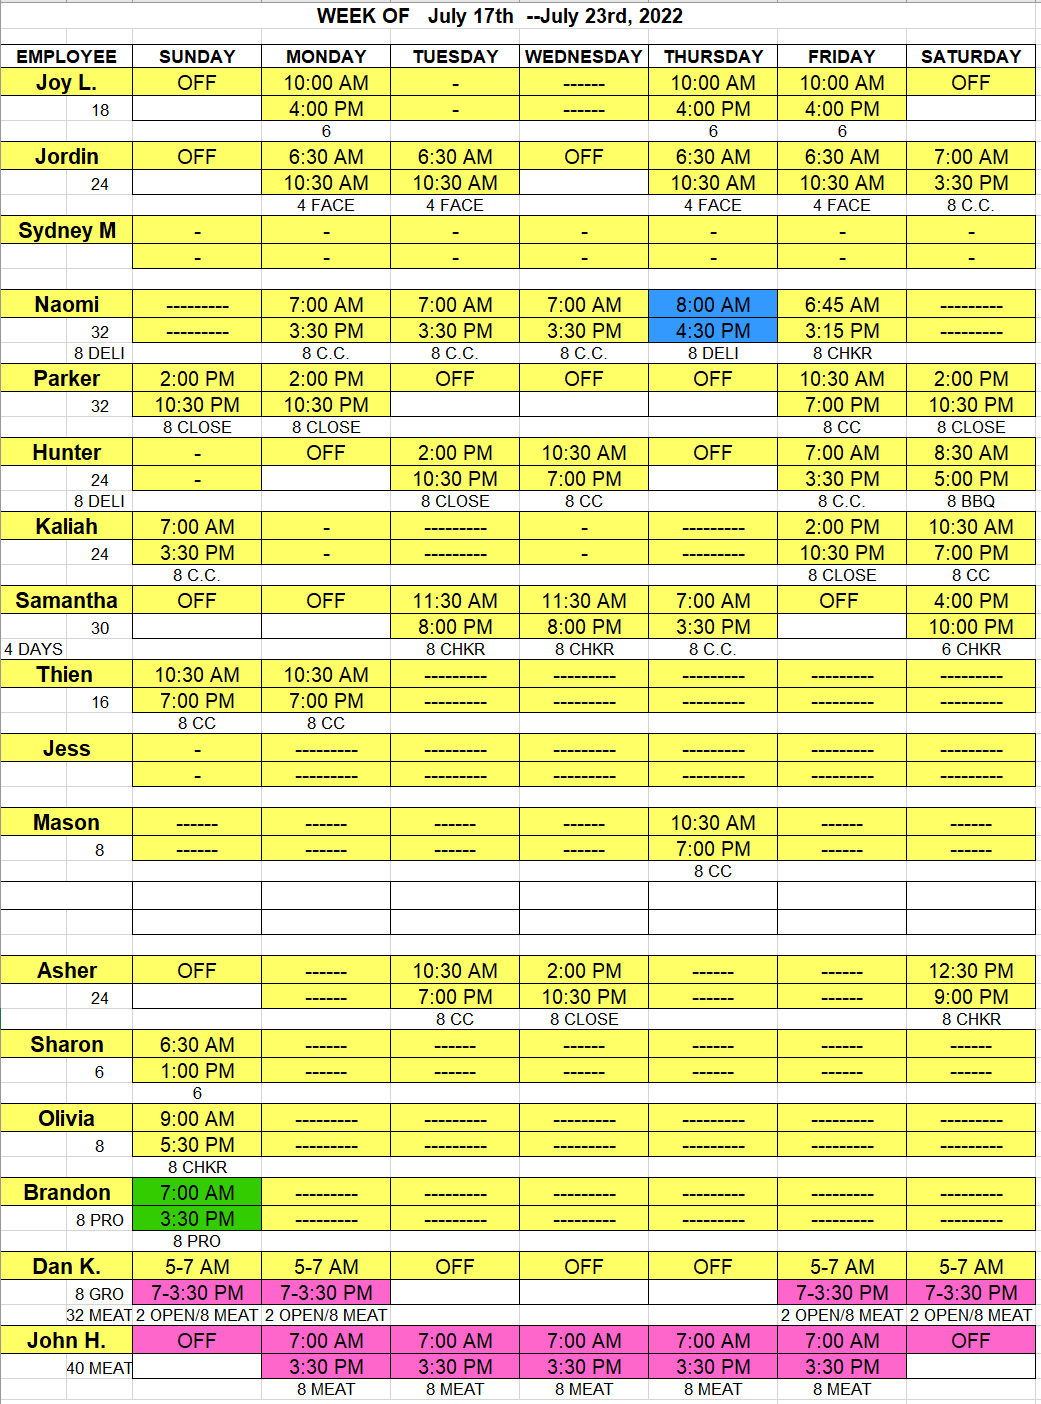 WEEK OF July 17th --July 23rd, 2022
EMPLOYEE SUNDAY MONDAY TUESDAY WEDNESDAY THURSDAY FRIDAY SATURDAY
Joy L. OFF 10:00 AM - ------ 10:00 AM 10:00 AM OFF
18 4:00 PM - ------ 4:00 PM 4:00 PM
6 6 6
Jordin OFF 6:30 AM 6:30 AM OFF 6:30 AM 6:30 AM 7:00 AM
24 10:30 AM 10:30 AM 10:30 AM 10:30 AM 3:30 PM
4 FACE 4 FACE 4 FACE 4 FACE 8 C.C.
Sydney M - - - - - - -
- - - - - - -
Naomi --------- 7:00 AM 7:00 AM 7:00 AM 8:00 AM 6:45 AM ---------
32 --------- 3:30 PM 3:30 PM 3:30 PM 4:30 PM 3:15 PM ---------
8 DELI 8 C.C. 8 C.C. 8 C.C. 8 DELI 8 CHKR
Parker 2:00 PM 2:00 PM OFF OFF OFF 10:30 AM 2:00 PM
32 10:30 PM 10:30 PM 7:00 PM 10:30 PM
8 CLOSE 8 CLOSE 8 CC 8 CLOSE
Hunter - OFF 2:00 PM 10:30 AM OFF 7:00 AM 8:30 AM
24 - 10:30 PM 7:00 PM 3:30 PM 5:00 PM
8 DELI 8 CLOSE 8 CC 8 C.C. 8 BBQ
Kaliah 7:00 AM - --------- - --------- 2:00 PM 10:30 AM
24 3:30 PM - --------- - --------- 10:30 PM 7:00 PM
8 C.C. 8 CLOSE 8 CC
Samantha OFF OFF 11:30 AM 11:30 AM 7:00 AM OFF 4:00 PM
30 8:00 PM 8:00 PM 3:30 PM 10:00 PM
4 DAYS 8 CHKR 8 CHKR 8 C.C. 6 CHKR
Thien 10:30 AM 10:30 AM --------- --------- --------- --------- ---------
16 7:00 PM 7:00 PM --------- --------- --------- --------- ---------
8 CC 8 CC
Jess - --------- --------- --------- --------- --------- ---------
- --------- --------- --------- --------- --------- ---------
Mason ------ ------ ------ ------ 10:30 AM ------ ------
8 ------ ------ ------ ------ 7:00 PM ------ ------
8 CC
Asher OFF ------ 10:30 AM 2:00 PM ------ ------ 12:30 PM
24 ------ 7:00 PM 10:30 PM ------ ------ 9:00 PM
8 CC 8 CLOSE 8 CHKR
Sharon 6:30 AM ------ ------ ------ ------ ------ ------
6 1:00 PM ------ ------ ------ ------ ------ ------
6
Olivia 9:00 AM --------- --------- --------- --------- --------- ---------
8 5:30 PM --------- --------- --------- --------- --------- ---------
8 CHKR
Brandon 7:00 AM --------- --------- --------- --------- --------- ---------
8 PRO 3:30 PM --------- --------- --------- --------- --------- ---------
8 PRO
Dan K. 5-7 AM 5-7 AM OFF OFF OFF 5-7 AM 5-7 AM
8 GRO 7-3:30 PM 7-3:30 PM 7-3:30 PM 7-3:30 PM
32 MEAT 2 OPEN/8 MEAT 2 OPEN/8 MEAT 2 OPEN/8 MEAT 2 OPEN/8 MEAT
John H. OFF 7:00 AM 7:00 AM 7:00 AM 7:00 AM 7:00 AM OFF
40 MEAT 3:30 PM 3:30 PM 3:30 PM 3:30 PM 3:30 PM
8 MEAT 8 MEAT 8 MEAT 8 MEAT 8 MEAT